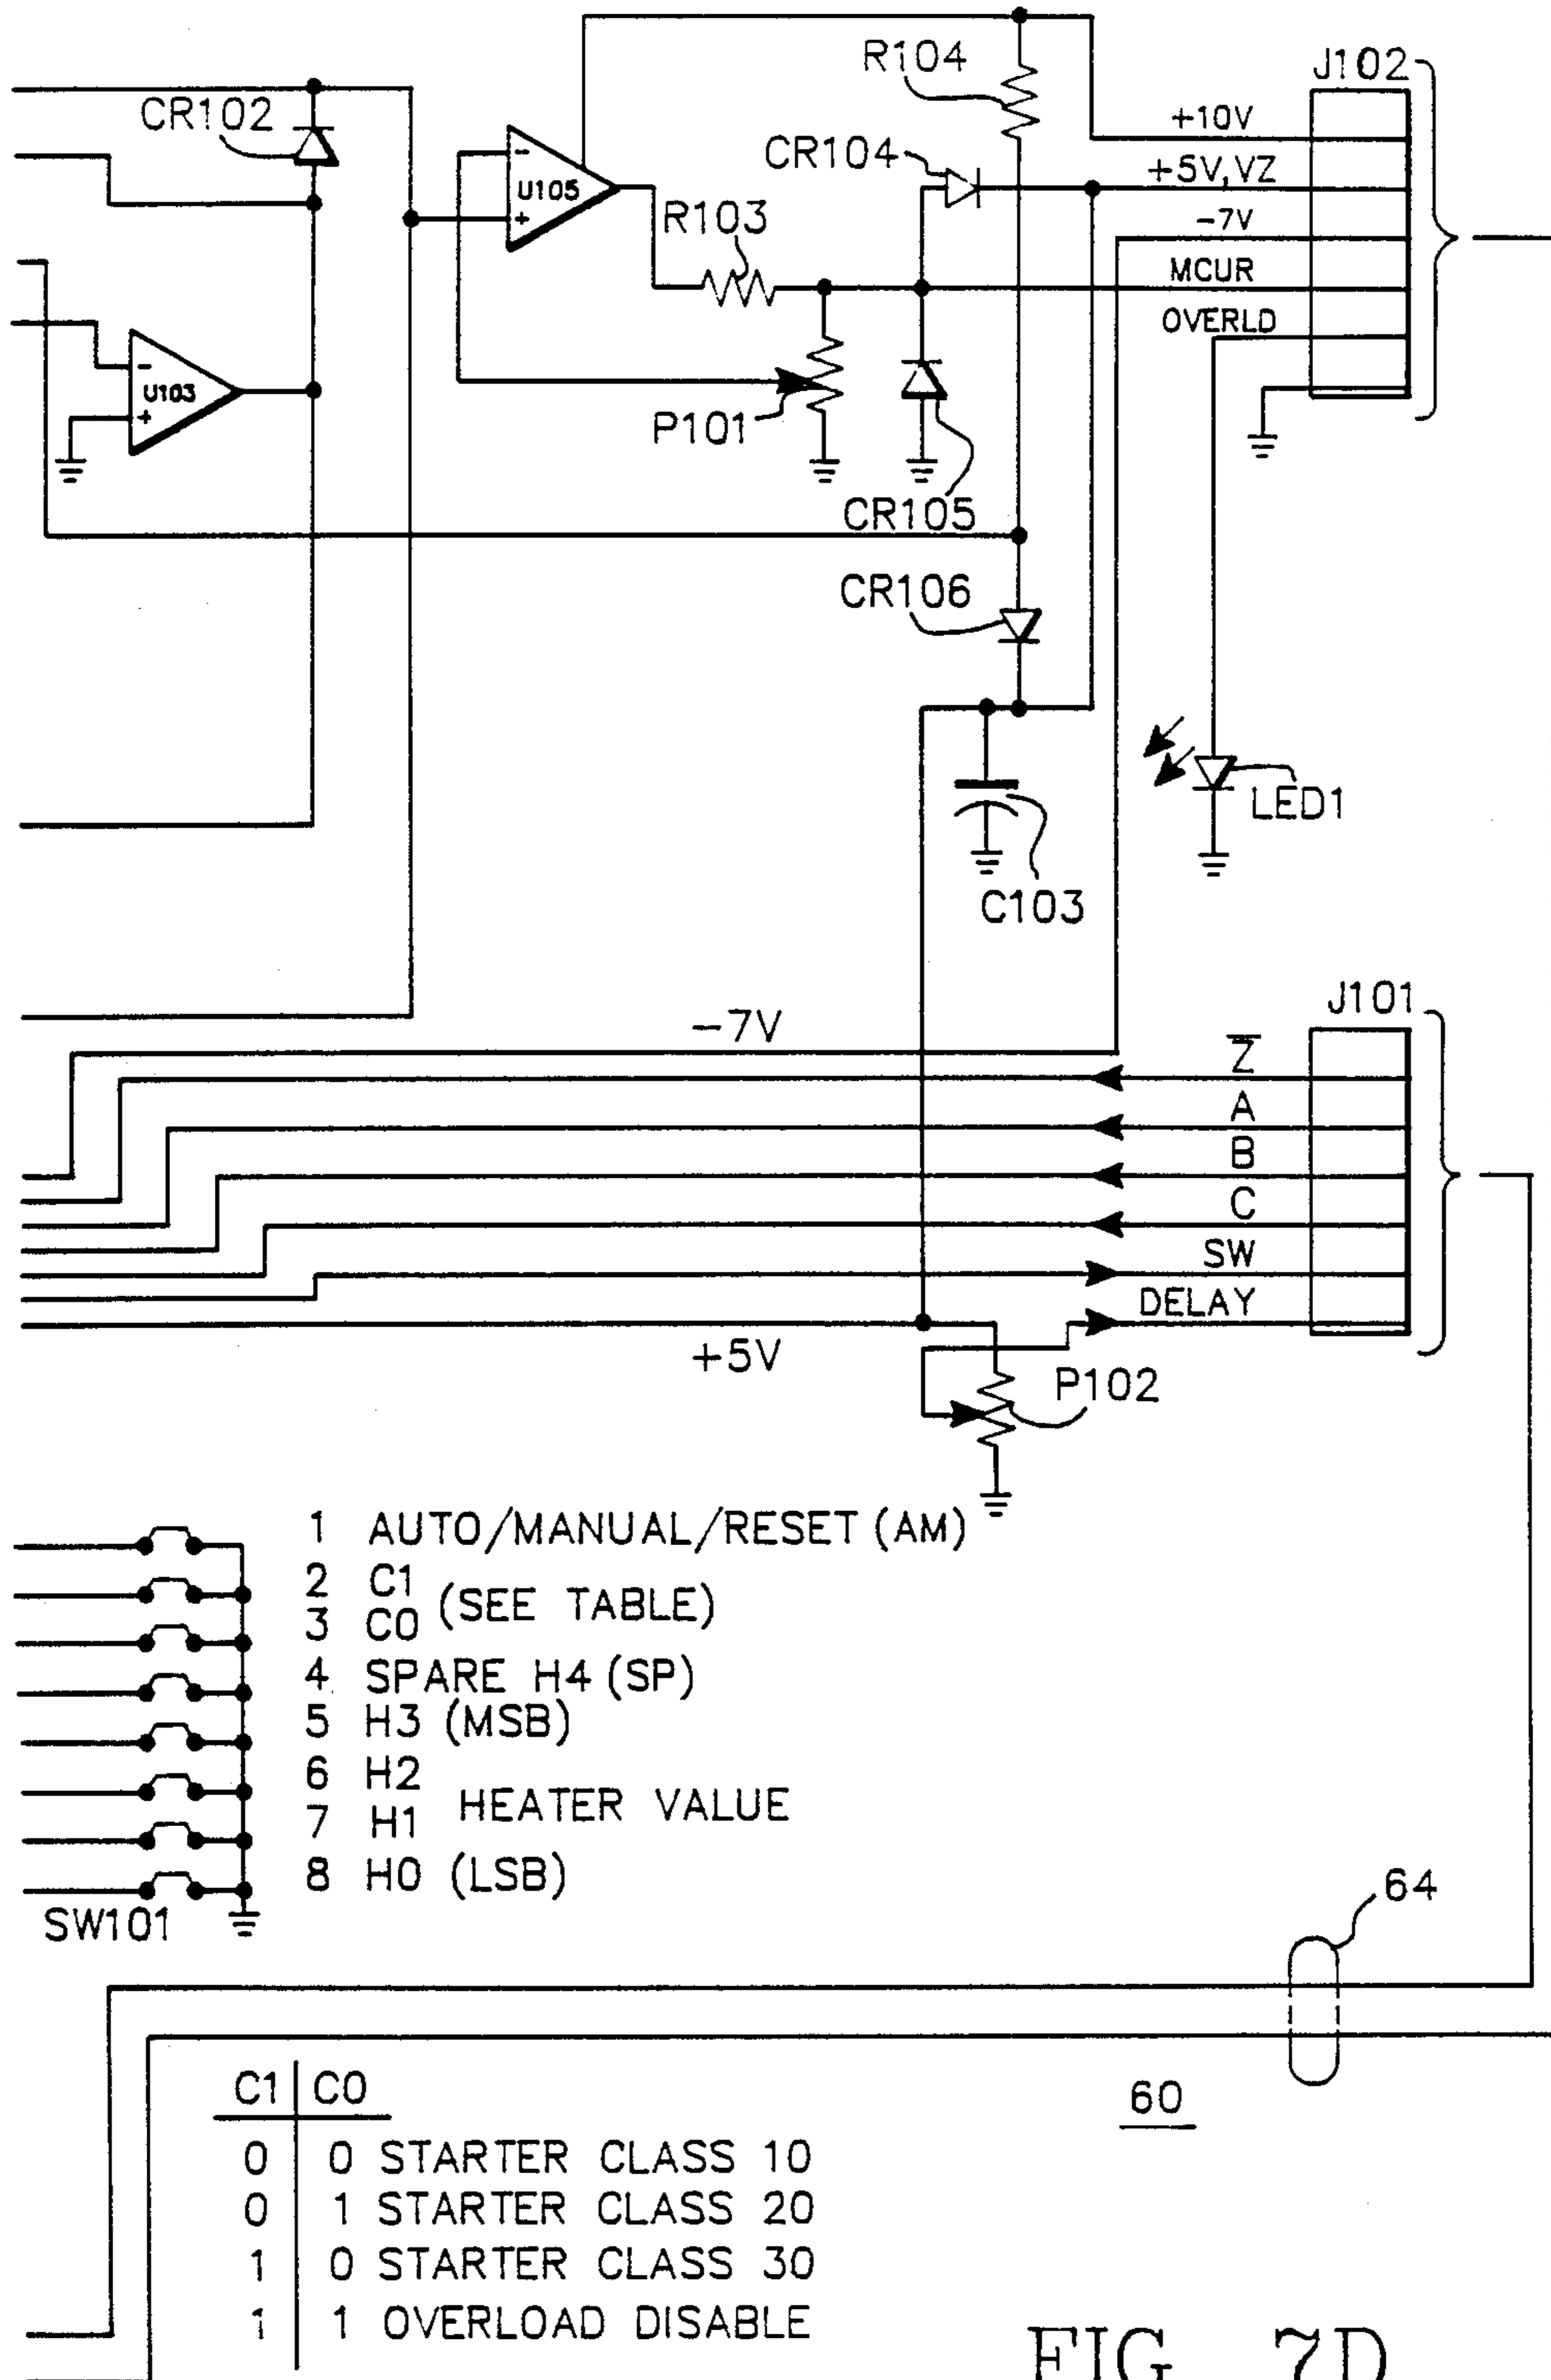 R104
J102
CR102
+10V
CR104
+5V,VZ
-
U105
+
R103
-7V
MCUR
OVERLD
-
U103
+
P101
CR105
CR106
LED1
C103
J101
-7V
Z̅
A
B
C
SW
DELAY
+5V
P102
1 AUTO/MANUAL/RESET (AM)
2 C1
(SEE TABLE)
3 C0
4 SPARE H4 (SP)
5 H3 (MSB)
6 H2
HEATER VALUE
7 H1
8 H0 (LSB)
SW101
64
C1 C0
60
0 0 STARTER CLASS 10
0 1 STARTER CLASS 20
1 0 STARTER CLASS 30
1 1 OVERLOAD DISABLE
FIG. 7D